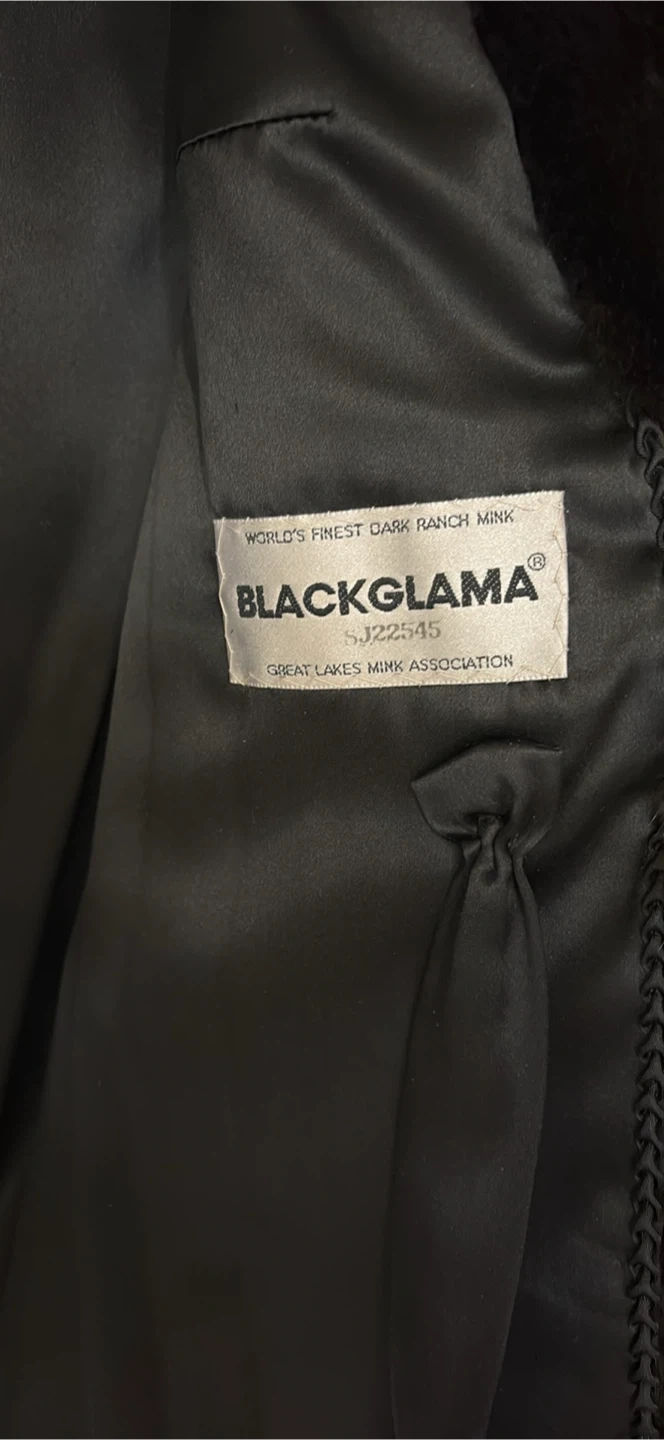 WORLD'S FINEST DARK RANCH MINK
BLACKGLAMA®
SJ22545
GREAT LAKES MINK ASSOCIATION